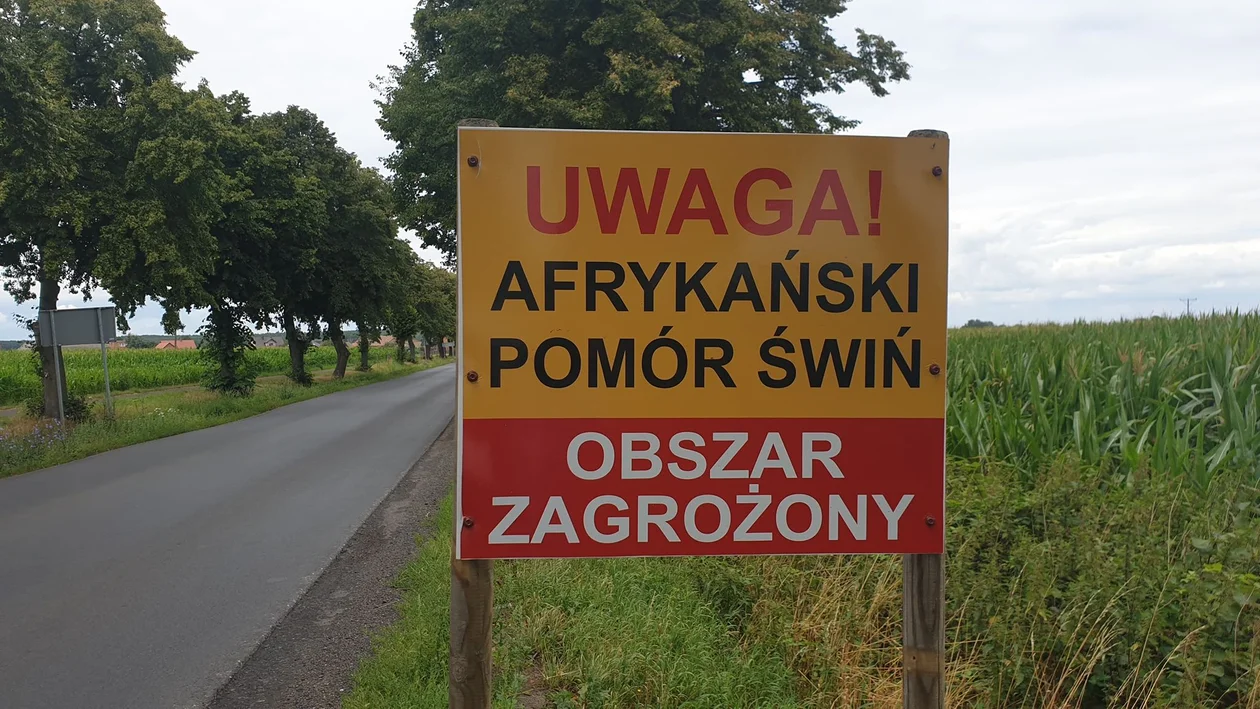 UWAGA!
AFRYKAŃSKI
POMÓR ŚWIŃ
OBSZAR
ZAGROŻONY